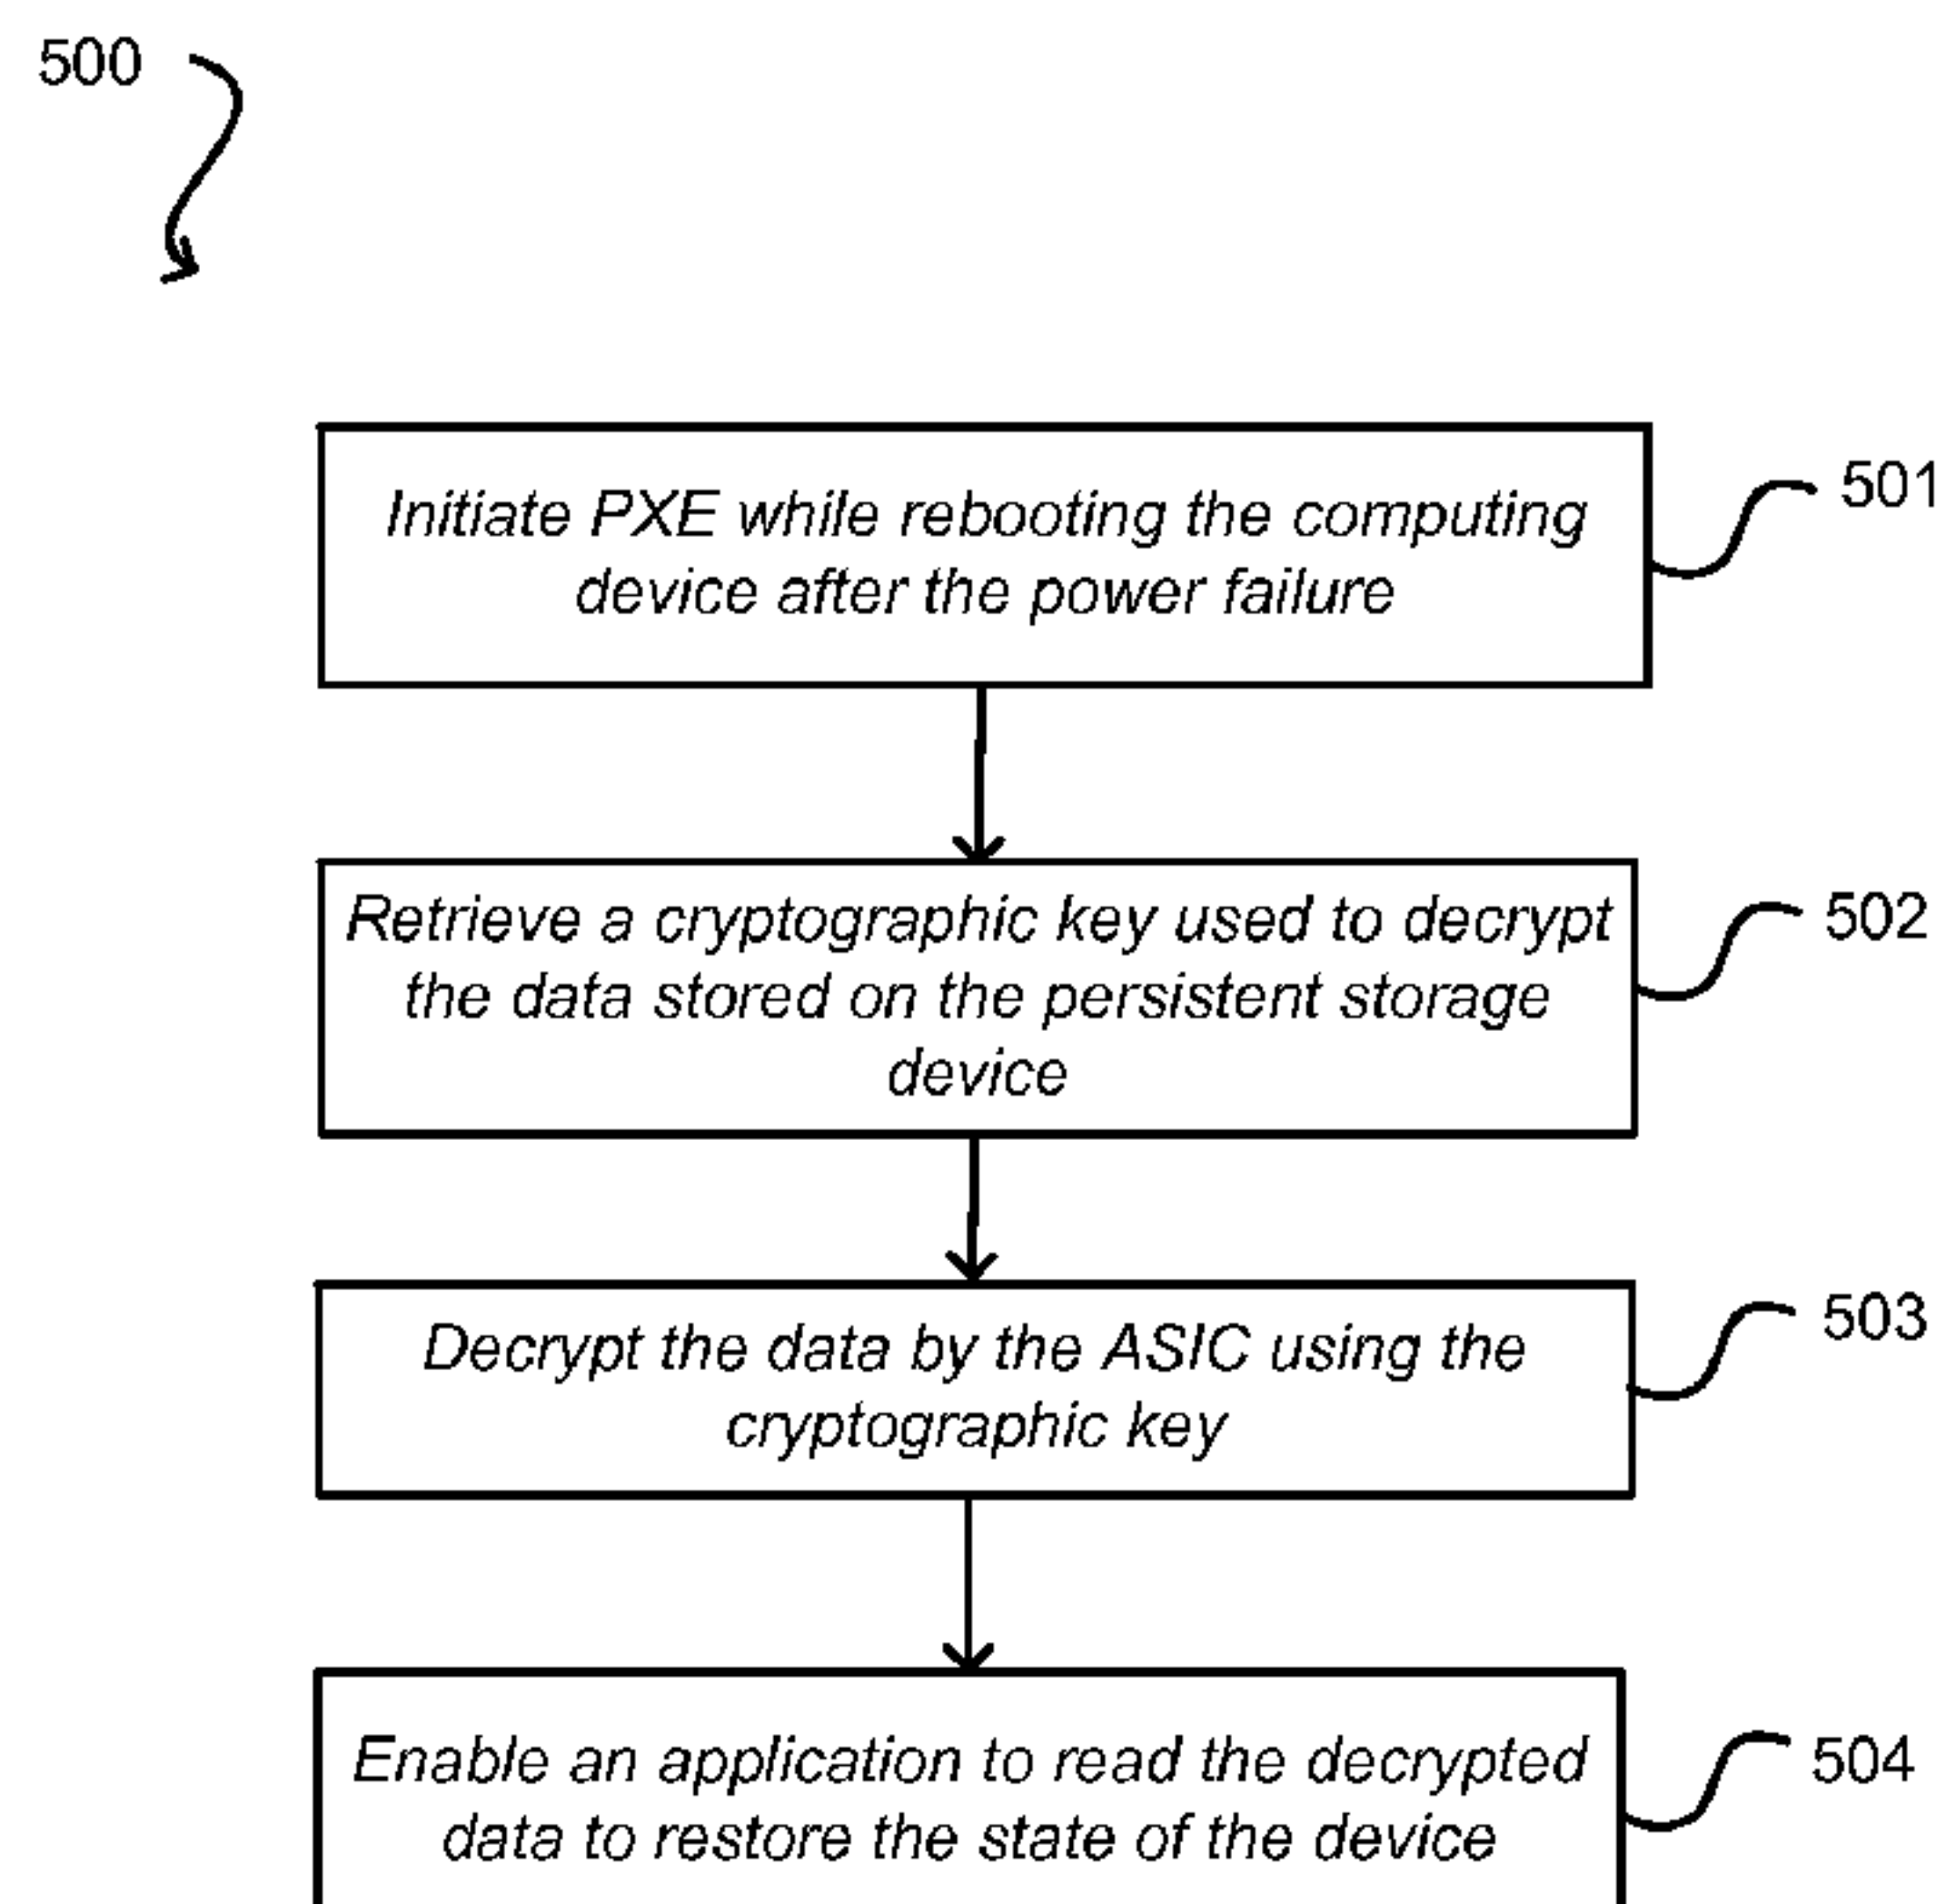 500
Initiate PXE while rebooting the computing
device after the power failure
501
Retrieve a cryptographic key used to decrypt
the data stored on the persistent storage
device
502
Decrypt the data by the ASIC using the
cryptographic key
503
Enable an application to read the decrypted
data to restore the state of the device
504